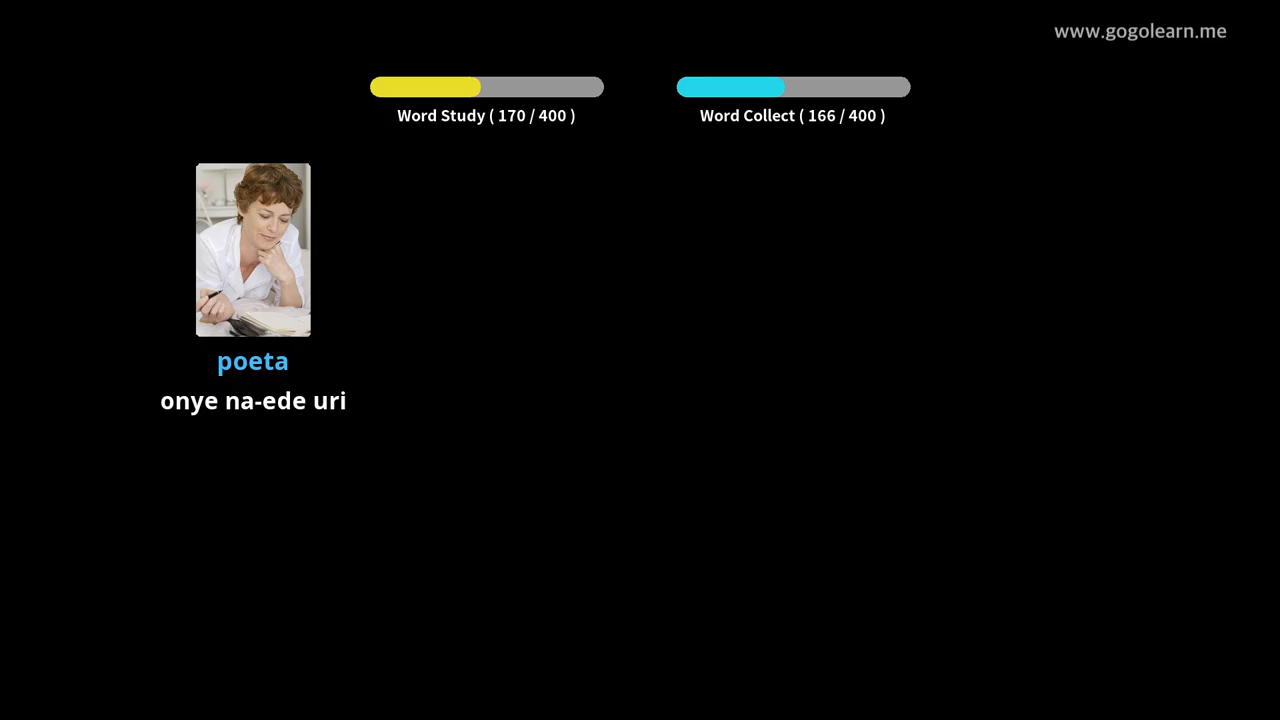 www.gogolearn.me
Word Study ( 170 / 400 )
Word Collect ( 166 / 400 )
poeta
onye na-ede uri